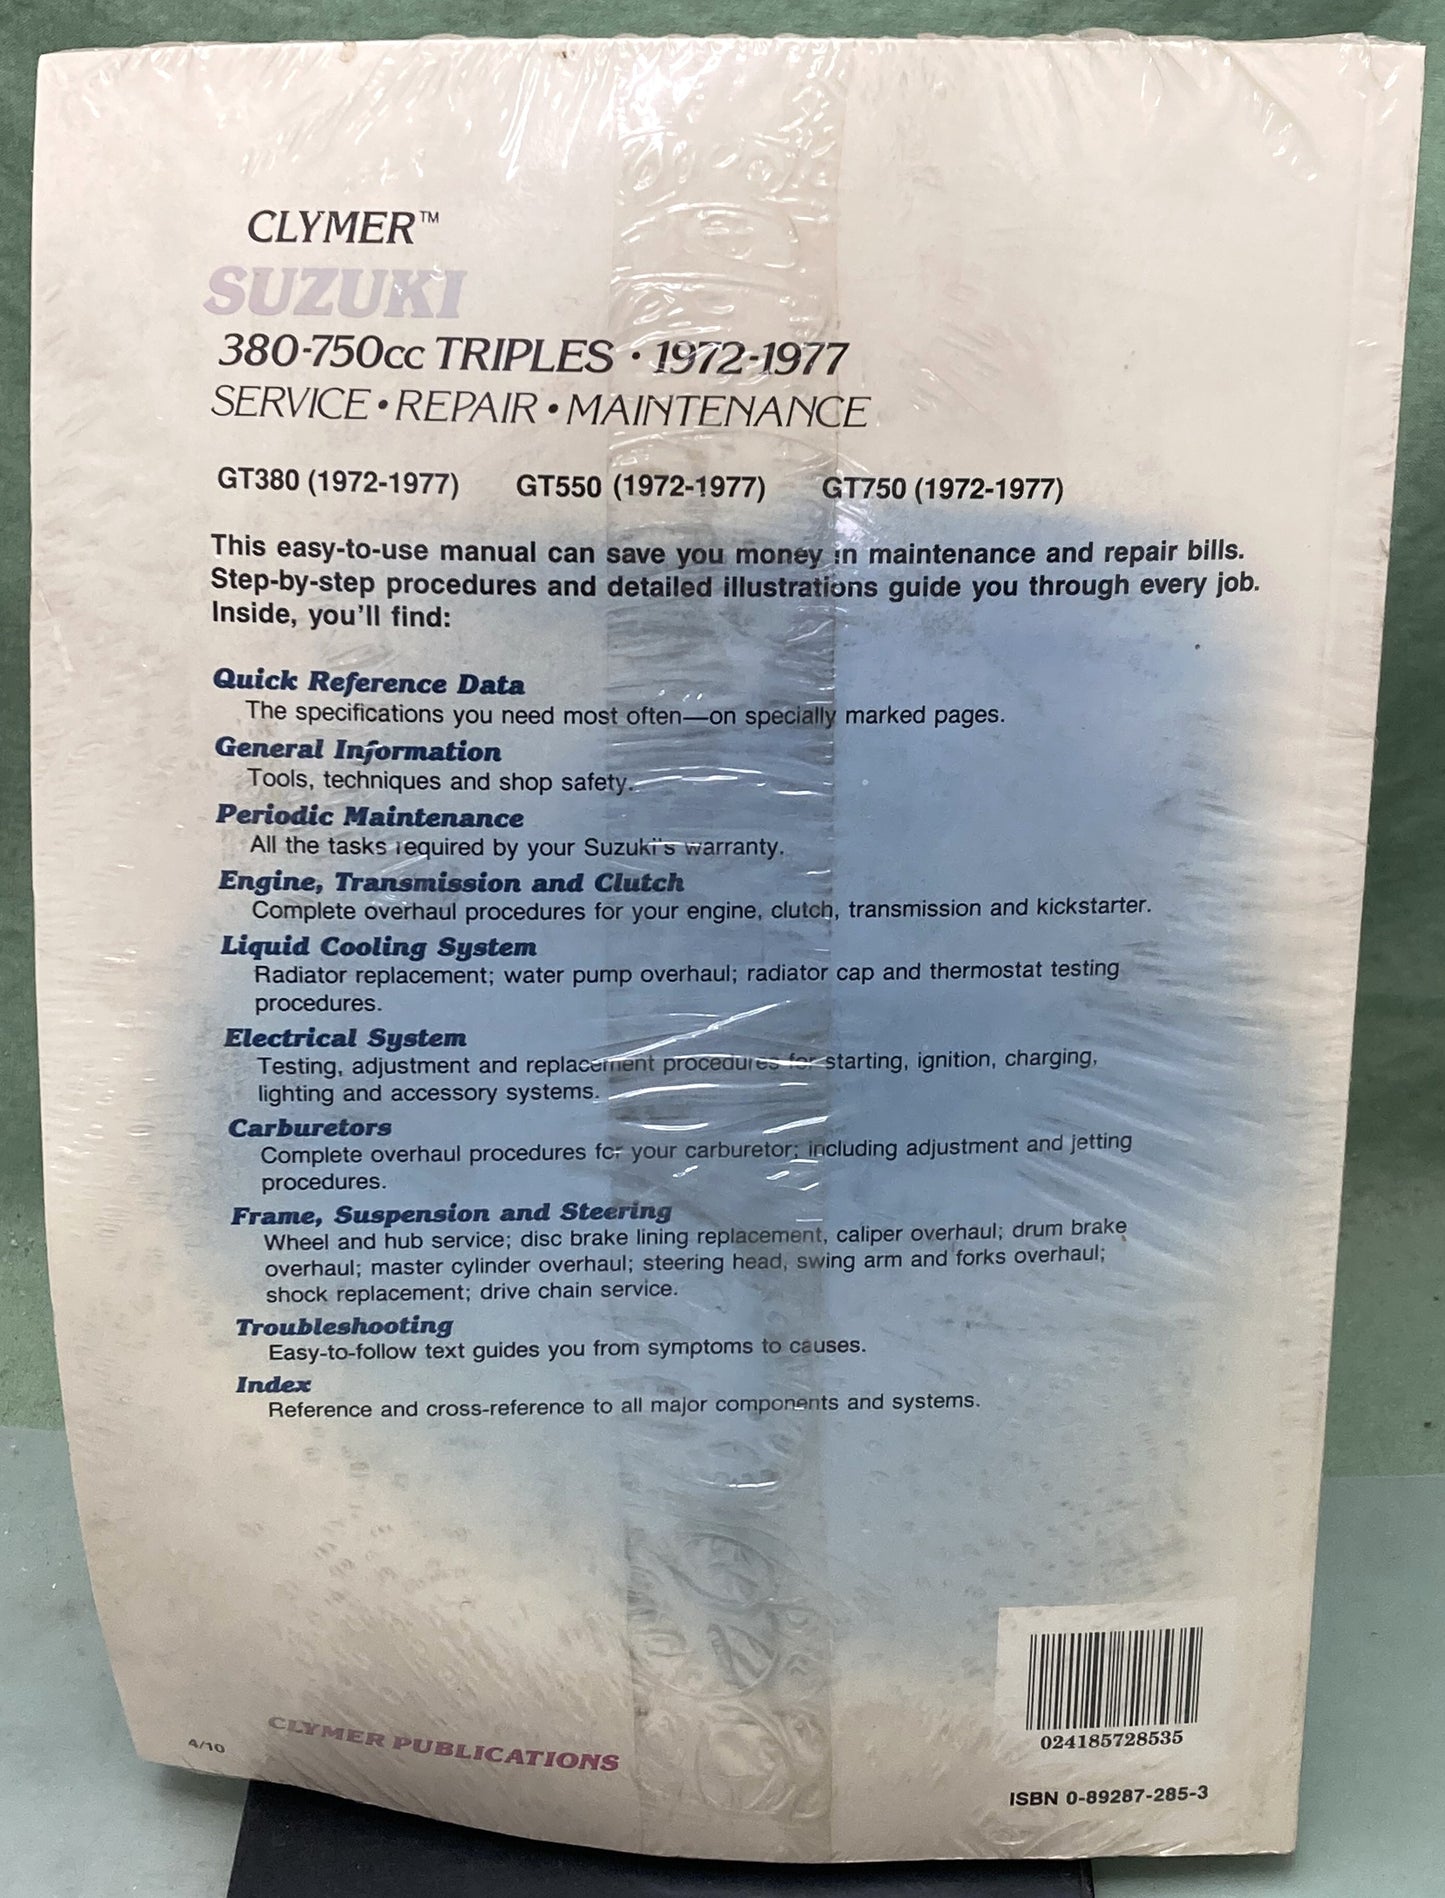 CLYMER™
SUZUKI
380-750cc TRIPLES • 1972-1977
SERVICE • REPAIR • MAINTENANCE
GT380 (1972-1977) GT550 (1972-1977) GT750 (1972-1977)
This easy-to-use manual can save you money in maintenance and repair bills.
Step-by-step procedures and detailed illustrations guide you through every job.
Inside, you'll find:
Quick Reference Data
The specifications you need most often—on specially marked pages.
General Information
Tools, techniques and shop safety.
Periodic Maintenance
All the tasks required by your Suzuki's warranty.
Engine, Transmission and Clutch
Complete overhaul procedures for your engine, clutch, transmission and kickstarter.
Liquid Cooling System
Radiator replacement; water pump overhaul; radiator cap and thermostat testing
procedures.
Electrical System
Testing, adjustment and replacement procedures for starting, ignition, charging,
lighting and accessory systems.
Carburetors
Complete overhaul procedures for your carburetor; including adjustment and jetting
procedures.
Frame, Suspension and Steering
Wheel and hub service; disc brake lining replacement, caliper overhaul; drum brake
overhaul; master cylinder overhaul; steering head, swing arm and forks overhaul;
shock replacement; drive chain service.
Troubleshooting
Easy-to-follow text guides you from symptoms to causes.
Index
Reference and cross-reference to all major components and systems.
4/10
CLYMER PUBLICATIONS
024185728535
ISBN 0-89287-285-3